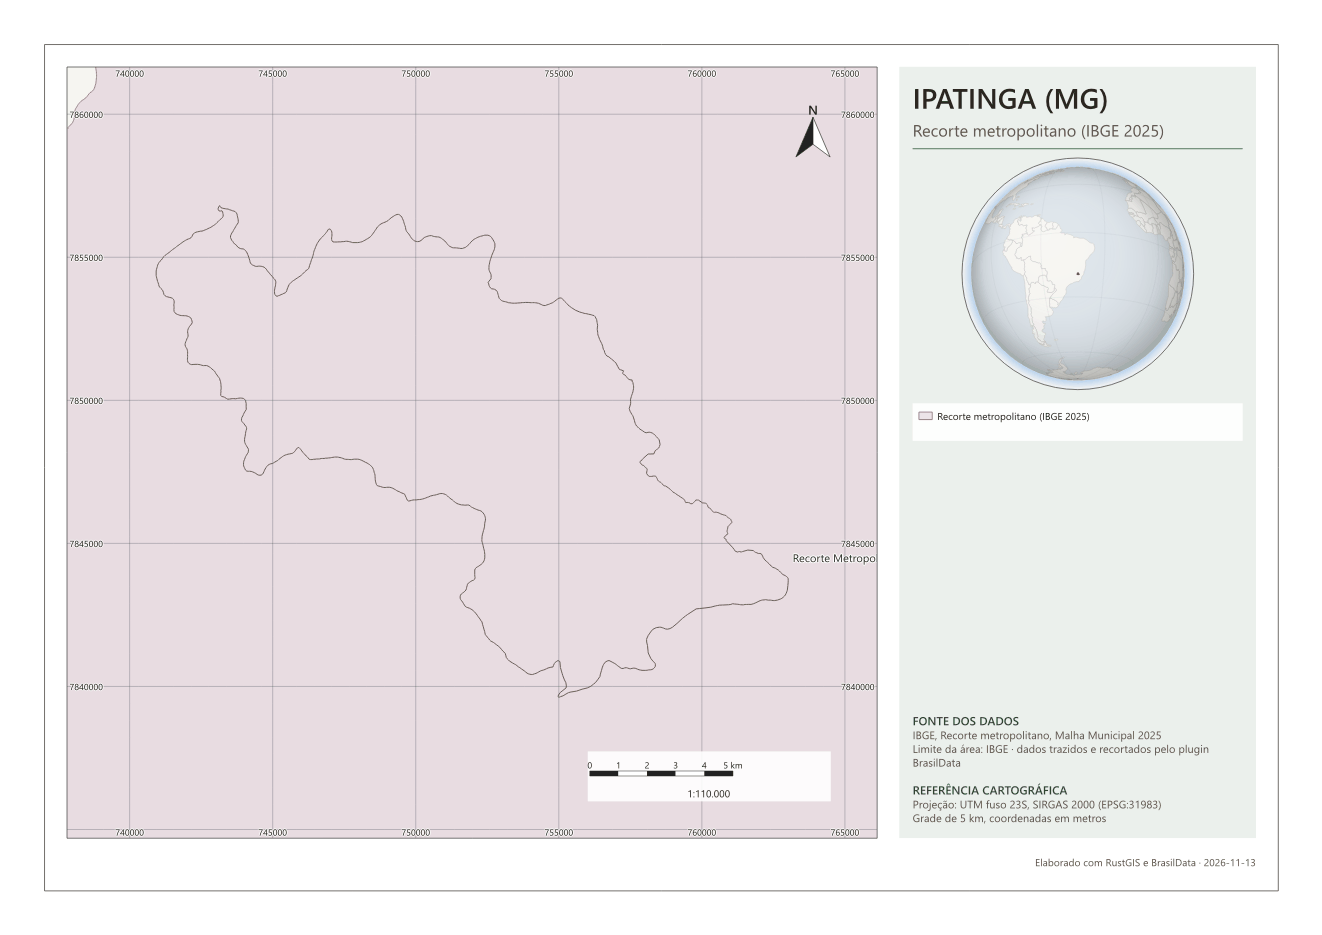 740000 745000 750000 755000 760000 765000
7860000 7860000
N
7855000 7855000
7850000 7850000
7845000 7845000
Recorte Metropo
7840000 7840000
0 1 2 3 4 5 km
1:110.000
740000 745000 750000 755000 760000 765000
IPATINGA (MG)
Recorte metropolitano (IBGE 2025)
Recorte metropolitano (IBGE 2025)
FONTE DOS DADOS
IBGE, Recorte metropolitano, Malha Municipal 2025
Limite da área: IBGE · dados trazidos e recortados pelo plugin
BrasilData
REFERÊNCIA CARTOGRÁFICA
Projeção: UTM fuso 23S, SIRGAS 2000 (EPSG:31983)
Grade de 5 km, coordenadas em metros
Elaborado com RustGIS e BrasilData · 2026-11-13